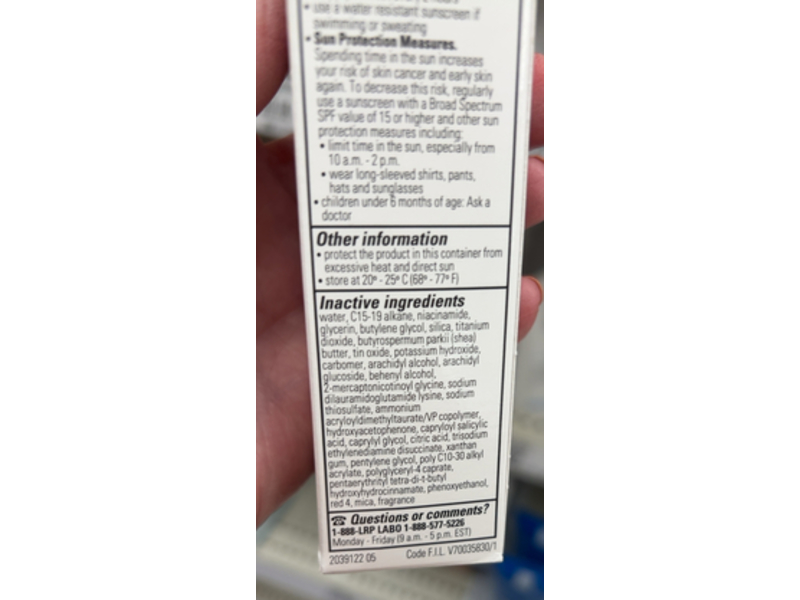 • use a water resistant sunscreen if
swimming or sweating
• Sun Protection Measures.
Spending time in the sun increases
your risk of skin cancer and early skin
again. To decrease this risk, regularly
use a sunscreen with a Broad Spectrum
SPF value of 15 or higher and other sun
protection measures including:
• limit time in the sun, especially from
10 a.m. - 2 p.m.
• wear long-sleeved shirts, pants,
hats and sunglasses
• children under 6 months of age: Ask a
doctor
Other information
• protect the product in this container from
excessive heat and direct sun
• store at 20º - 25º C (68º - 77º F)
Inactive ingredients
water, C15-19 alkane, niacinamide,
glycerin, butylene glycol, silica, titanium
dioxide, butyrospermum parkii (shea)
butter, tin oxide, potassium hydroxide,
carbomer, arachidyl alcohol, arachidyl
glucoside, behenyl alcohol,
2-mercaptonicotinoyl glycine, sodium
dilauramidoglutamide lysine, sodium
thiosulfate, ammonium
acryloyldimethyltaurate/VP copolymer,
hydroxyacetophenone, capryloyl salicylic
acid, caprylyl glycol, citric acid, trisodium
ethylenediamine disuccinate, xanthan
gum, pentylene glycol, poly C10-30 alkyl
acrylate, polyglyceryl-4 caprate,
pentaerythrityl tetra-di-t-butyl
hydroxyhydrocinnamate, phenoxyethanol,
red 4, mica, fragrance
☎ Questions or comments?
1-888-LRP LABO 1-888-577-5226
Monday - Friday (9 a.m. - 5 p.m. EST)
2039122 05 Code F.I.L. V70035830/1